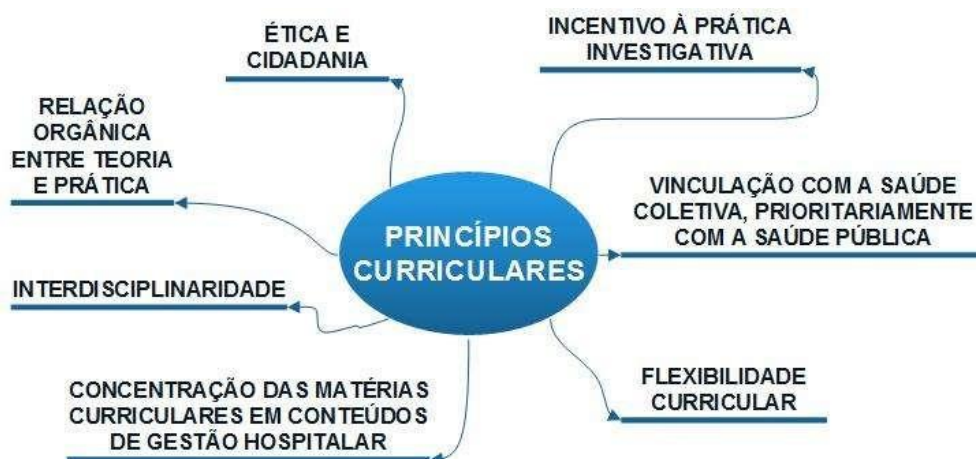 ÉTICA E
CIDADANIA
INCENTIVO À PRÁTICA
INVESTIGATIVA
RELAÇÃO
ORGÂNICA
ENTRE TEORIA
E PRÁTICA
VINCULAÇÃO COM A SAÚDE
COLETIVA, PRIORITARIAMENTE
COM A SAÚDE PÚBLICA
PRINCÍPIOS
CURRICULARES
INTERDISCIPLINARIDADE
CONCENTRAÇÃO DAS MATÉRIAS
CURRICULARES EM CONTEÚDOS
DE GESTÃO HOSPITALAR
FLEXIBILIDADE
CURRICULAR